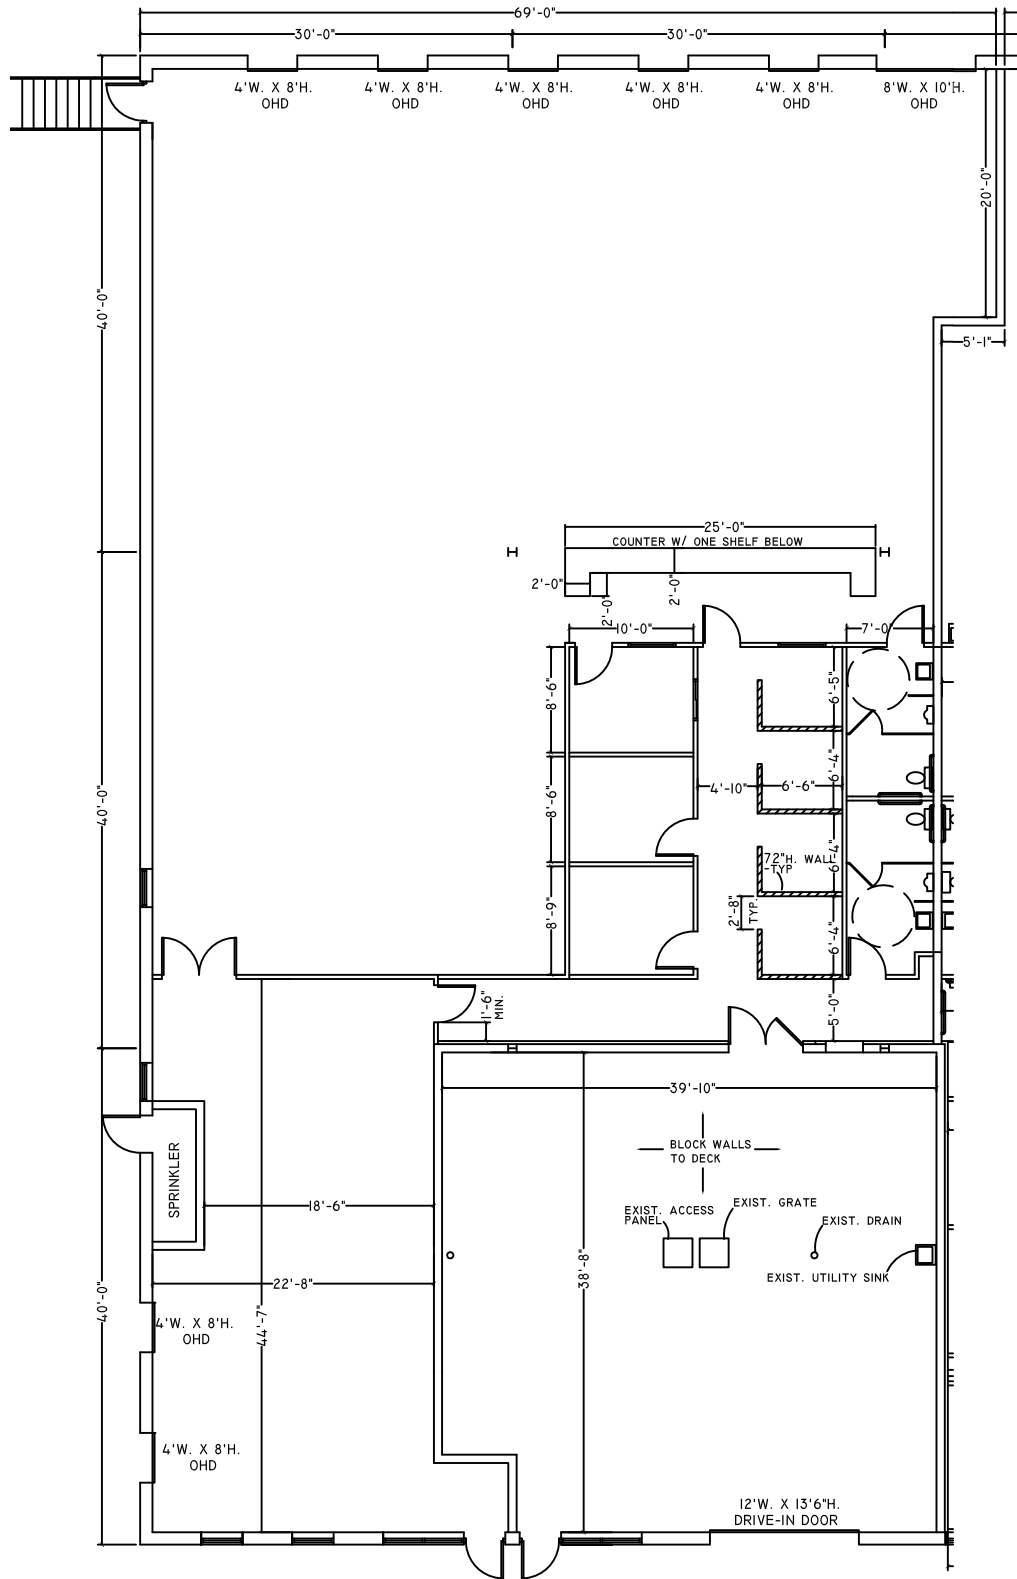 69'-0"
30'-0"
30'-0"
4'W. X 8'H.
OHD
4'W. X 8'H.
OHD
4'W. X 8'H.
OHD
4'W. X 8'H.
OHD
4'W. X 8'H.
OHD
8'W. X 10'H.
OHD
20'-0"
40'-0"
5'-1"
25'-0"
COUNTER W/ ONE SHELF BELOW
2'-0"
2'-0"
2'-0"
10'-0"
7'-0"
8'-6"
6'-5"
6'-4"
4'-10"
6'-6"
40'-0"
8'-6"
72"H. WALL
-TYP
6'-4"
8'-9"
2'-8"
TYP.
6'-4"
1'-6"
MIN.
5'-0"
39'-10"
BLOCK WALLS
TO DECK
SPRINKLER
18'-6"
EXIST. ACCESS
PANEL
EXIST. GRATE
EXIST. DRAIN
EXIST. UTILITY SINK
38'-8"
22'-8"
40'-0"
44'-7"
4'W. X 8'H.
OHD
4'W. X 8'H.
OHD
12'W. X 13'6"H.
DRIVE-IN DOOR